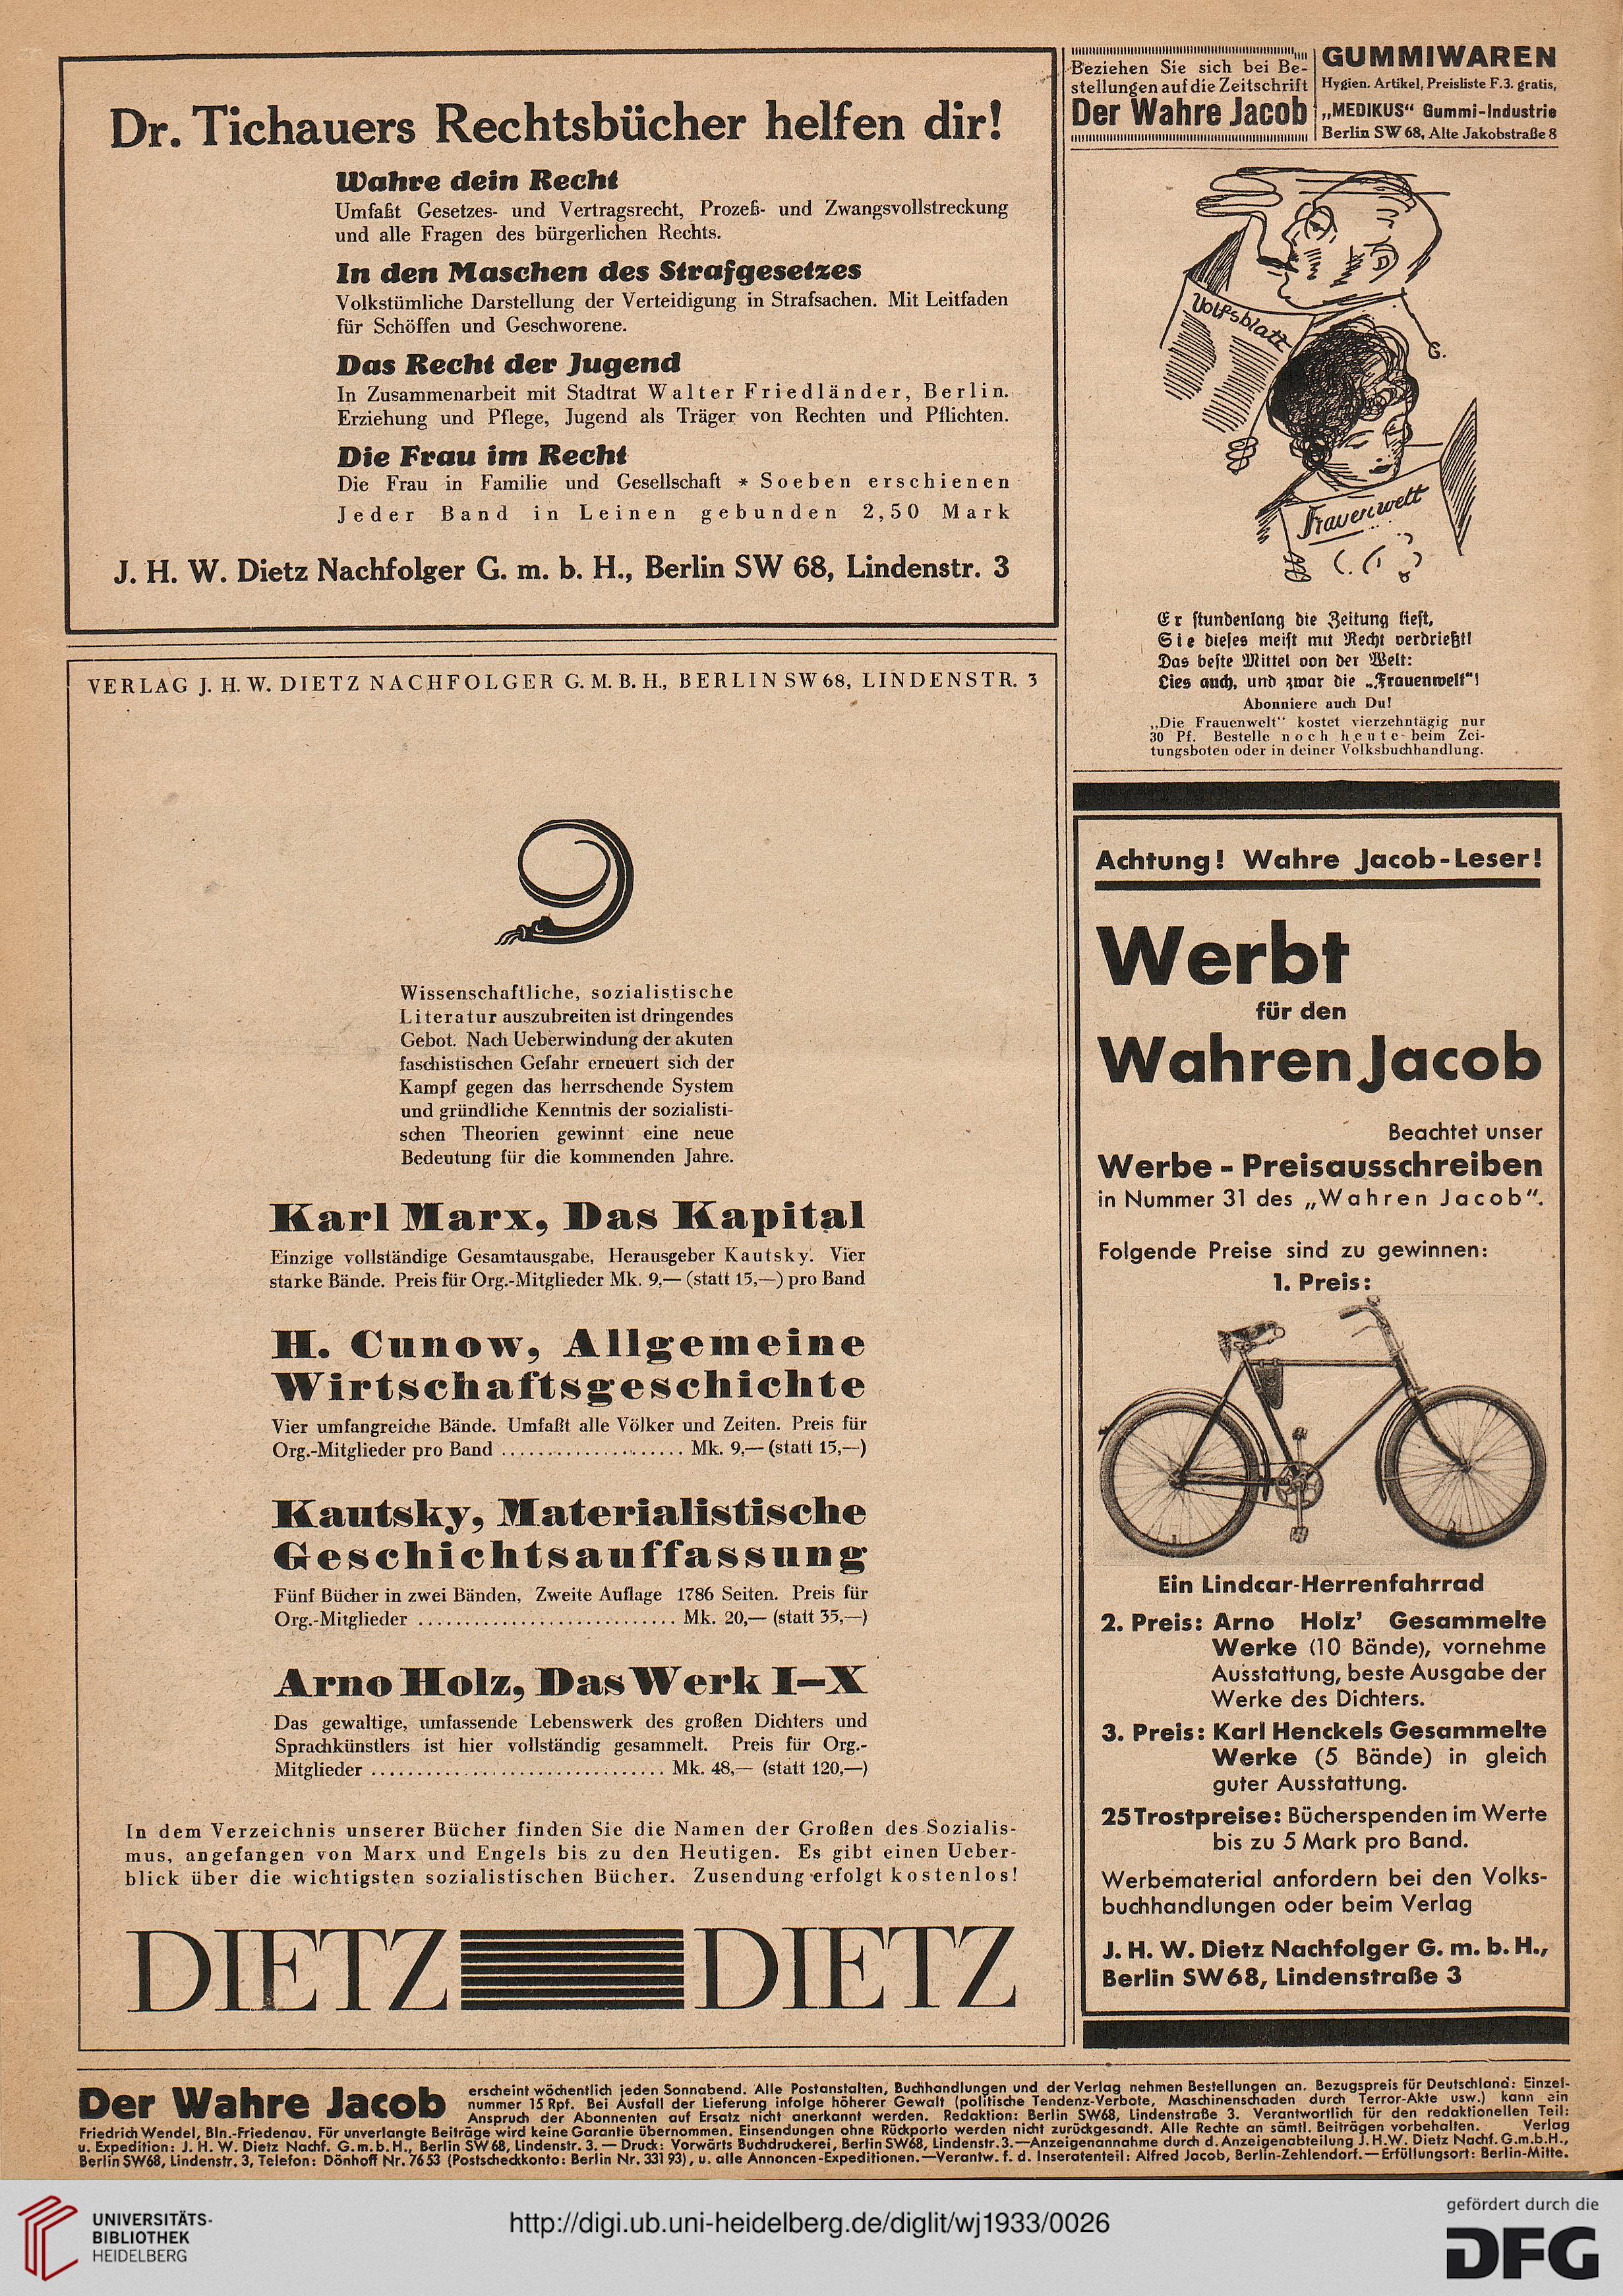 Dr. Tichauers Rechtsbücher helfen dir!
Wahre dein Recht
Umfaßt Gesetzes- und Vertragsrecht, Prozeß- und Zwangsvollstreckung
und alle Fragen des bürgerlichen Rechts.
In den Maschen des Strafgesetzes
Volkstümliche Darstellung der Verteidigung in Strafsachen. Mit Leitfaden
für Schöffen und Geschworene.
Das Recht der Jugend
In Zusammenarbeit mit Stadtrat Walter Friedländer, Berlin.
Erziehung und Pflege, Jugend als Träger von Rechten und Pflichten.
Die Frau im Recht
Die Frau in Familie und Gesellschaft * Soeben erschienen
Jeder Band in Leinen gebunden 2,50 Mark
J. H. W. Dietz Nachfolger G. m. b. H., Berlin SW 68, Lindenstr. 3
VERLAG J. H. W. DIETZ NACHFOLGER G. M. B. H., BERLIN SW 68, LINDENSTR. 3
Wissenschaftliche, sozialistische
Literatur auszubreiten ist dringendes
Gebot. Nach Ueberwindung der akuten
faschistischen Gefahr erneuert sich der
Kampf gegen das herrschende System
und gründliche Kenntnis der sozialisti-
schen Theorien gewinnt eine neue
Bedeutung für die kommenden Jahre.
Karl Marx, Das Kapital
Einzige vollständige Gesamtausgabe, Herausgeber Kautsky. Vier
starke Bände. Preis für Org.-Mitglieder Mk. 9,— (statt 15,—) pro Band
H. Cunow, Allgemeine
Wirtschaftsgeschichte
Vier umfangreiche Bände. Umfaßt alle Völker und Zeiten. Preis für
Org.-Mitglieder pro Band .................... Mk. 9,— (statt 15,—)
Kautsky, Materialistische
Geschichtsauffassung
Fünf Bücher in zwei Bänden, Zweite Auflage 1786 Seiten. Preis für
Org.-Mitglieder ............................ Mk. 20,— (statt 35,—)
Arno Holz, Das Werk I—X
Das gewaltige, umfassende Lebenswerk des großen Dichters und
Sprachkünstlers ist hier vollständig gesammelt. Preis für Org.-
Mitglieder ................................ Mk. 48,— (statt 120,—)
In dem Verzeichnis unserer Bücher finden Sie die Namen der Großen des Sozialis-
mus, angefangen von Marx und Engels bis zu den Heutigen. Es gibt einen Ueber-
blick über die wichtigsten sozialistischen Bücher. Zusendung erfolgt kostenlos!
DIETZ DIETZ
Beziehen Sie sich bei Be-
stellungen auf die Zeitschrift
Der Wahre Jacob
GUMMIWAREN
Hygien. Artikel, Preisliste F.3. gratis,
„MEDIKUS“ Gummi-Industrie
Berlin SW 68, Alte Jakobstraße 8
Volksblatt
G.
Frauenwelt
Er stundenlang die Zeitung liest,
Sie dieses meist mit Recht verdrießt!
Das beste Mittel von der Welt:
Lies auch, und zwar die „Frauenwelt“!
Abonniere auch Du!
„Die Frauenwelt“ kostet vierzehntägig nur
30 Pf. Bestelle noch heute beim Zei-
tungsboten oder in deiner Volksbuchhandlung.
Achtung! Wahre Jacob-Leser!
Werbt
für den
Wahren Jacob
Beachtet unser
Werbe - Preisausschreiben
in Nummer 31 des „Wahren Jacob“.
Folgende Preise sind zu gewinnen:
1. Preis:
Ein Lindcar-Herrenfahrrad
2. Preis: Arno Holz’ Gesammelte
Werke (10 Bände), vornehme
Ausstattung, beste Ausgabe der
Werke des Dichters.
3. Preis: Karl Henckels Gesammelte
Werke (5 Bände) in gleich
guter Ausstattung.
25 Trostpreise: Bücherspenden im Werte
bis zu 5 Mark pro Band.
Werbematerial anfordern bei den Volks-
buchhandlungen oder beim Verlag
J. H. W. Dietz Nachfolger G. m. b. H.,
Berlin SW 68, Lindenstraße 3
Der Wahre Jacob erscheint wöchentlich jeden Sonnabend. Alle Postanstalten, Buchhandlungen und der Verlag nehmen Bestellungen an. Bezugspreis für Deutschland: Einzel-
nummer 15 Rpf. Bei Ausfall der Lieferung infolge höherer Gewalt (politische Tendenz-Verbote, Maschinenschaden durch Terror-Akte usw.) kann ein
Anspruch der Abonnenten auf Ersatz nicht anerkannt werden. Redaktion: Berlin SW68, Lindenstraße 3. Verantwortlich für den redaktionellen Teil:
Friedrich Wendel, Bln.-Friedenau. Für unverlangte Beiträge wird keine Garantie übernommen. Einsendungen ohne Rückporto werden nicht zurückgesandt. Alle Rechte an sämtl. Beiträgen vorbehalten. Verlag
u. Expedition: J. H. W. Dietz Nachf. G.m.b.H., Berlin SW 68, Lindenstr. 3. — Druck: Vorwärts Buchdruckerei, Berlin SW68, Lindenstr. 3. — Anzeigenannahme durch d. Anzeigenabteilung J. H.W. Dietz Nachf. G.m.b.H.,
Berlin SW68, Lindenstr. 3, Telefon: Dönhoff Nr. 7653 (Postscheckkonto: Berlin Nr. 331 93), u. alle Annoncen-Expeditionen. — Verantw. f. d. Inseratenteil: Alfred Jacob, Berlin-Zehlendorf. — Erfüllungsort: Berlin-Mitte.
UNIVERSITÄTS-
BIBLIOTHEK
HEIDELBERG
http://digi.ub.uni-heidelberg.de/diglit/wj1933/0026
gefördert durch die
DFG